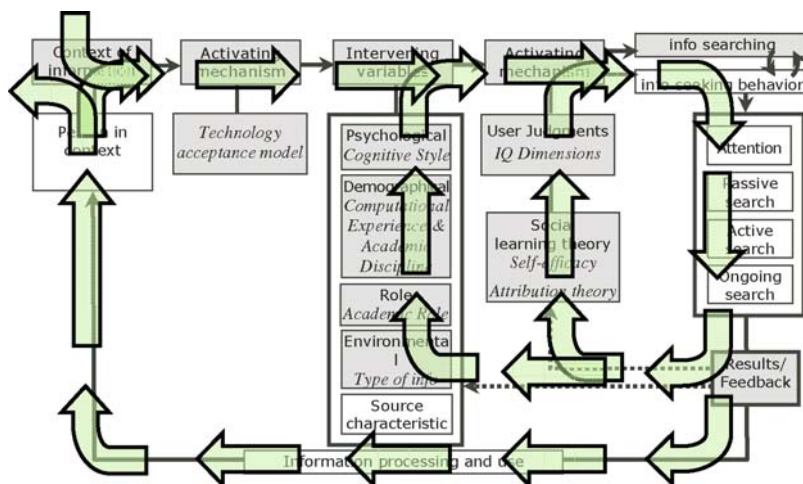 Context of
information
Person in
context
Activating
mechanism
Technology
acceptance model
Intervening
variables
Psychological
Cognitive Style
Demographical
Computational
Experience &
Academic
Discipline
Role
Academic Role
Environmenta
l
Type of info
Source
characteristic
Activating
mechanism
User Judgments
IQ Dimensions
Social
learning theory
Self-efficacy
Attribution theory
info searching
info seeking behavior
Attention
Passive
search
Active
search
Ongoing
search
Results/
Feedback
Information processing and use